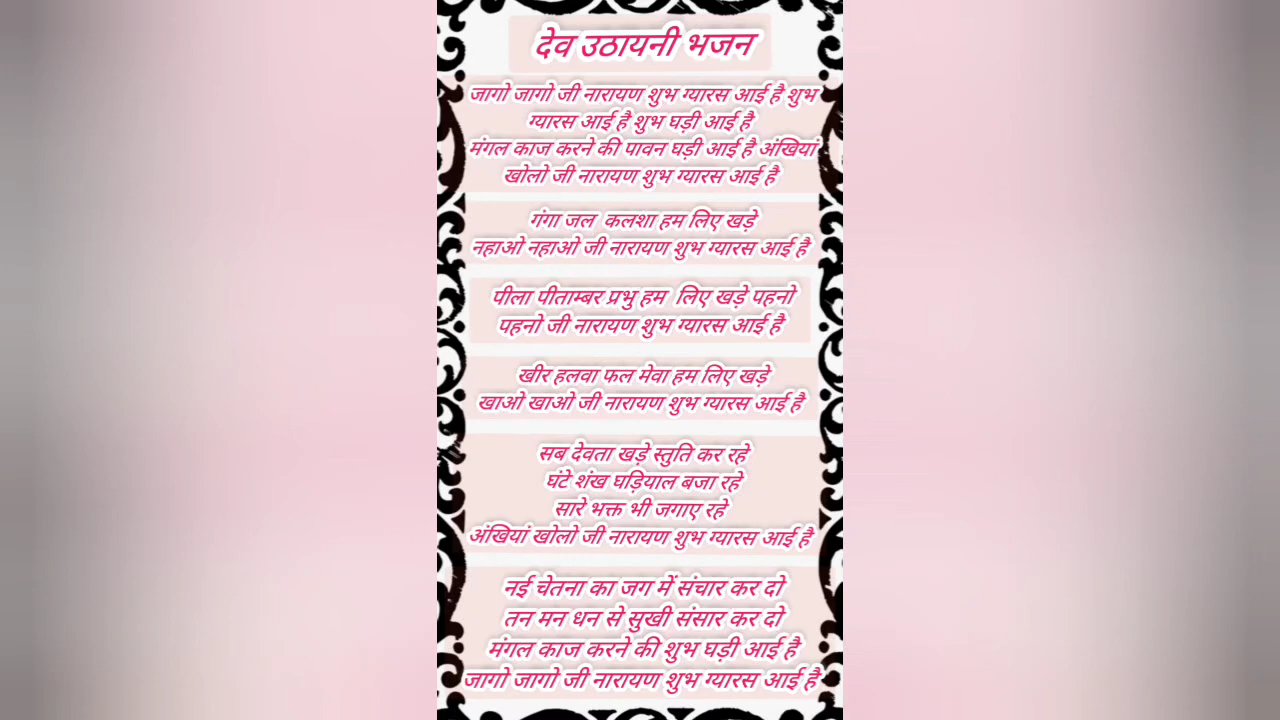 देव उठायनी भजन
जागो जागो जी नारायण शुभ ग्यारस आई है शुभ
ग्यारस आई है शुभ घड़ी आई है
मंगल काज करने की पावन घड़ी आई है अंखियां
खोलो जी नारायण शुभ ग्यारस आई है
गंगा जल कलशा हम लिए खड़े
नहाओ नहाओ जी नारायण शुभ ग्यारस आई है
पीला पीताम्बर प्रभु हम लिए खड़े पहनो
पहनो जी नारायण शुभ ग्यारस आई है
खीर हलवा फल मेवा हम लिए खड़े
खाओ खाओ जी नारायण शुभ ग्यारस आई है
सब देवता खड़े स्तुति कर रहे
घंटे शंख घड़ियाल बजा रहे
सारे भक्त भी जगाए रहे
अंखियां खोलो जी नारायण शुभ ग्यारस आई है
नई चेतना का जग में संचार कर दो
तन मन धन से सुखी संसार कर दो
मंगल काज करने की शुभ घड़ी आई है
जागो जागो जी नारायण शुभ ग्यारस आई है